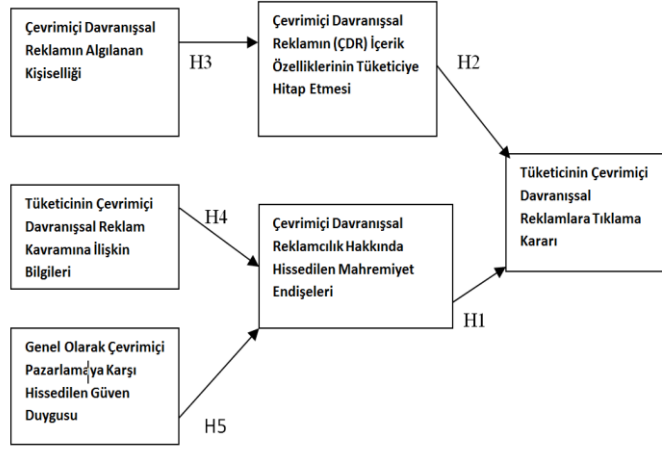 Çevrimiçi Davranışsal
Reklamın Algılanan
Kişiselliği
H3
Çevrimiçi Davranışsal
Reklamın (ÇDR) İçerik
Özelliklerinin Tüketiciye
Hitap Etmesi
H2
Tüketicinin Çevrimiçi
Davranışsal
Reklamlara Tıklama
Kararı
Tüketicinin Çevrimiçi
Davranışsal Reklam
Kavramına İlişkin
Bilgileri
H4
Çevrimiçi Davranışsal
Reklamcılık Hakkında
Hissedilen Mahremiyet
Endişeleri
H1
Genel Olarak Çevrimiçi
Pazarlamaya Karşı
Hissedilen Güven
Duygusu
H5